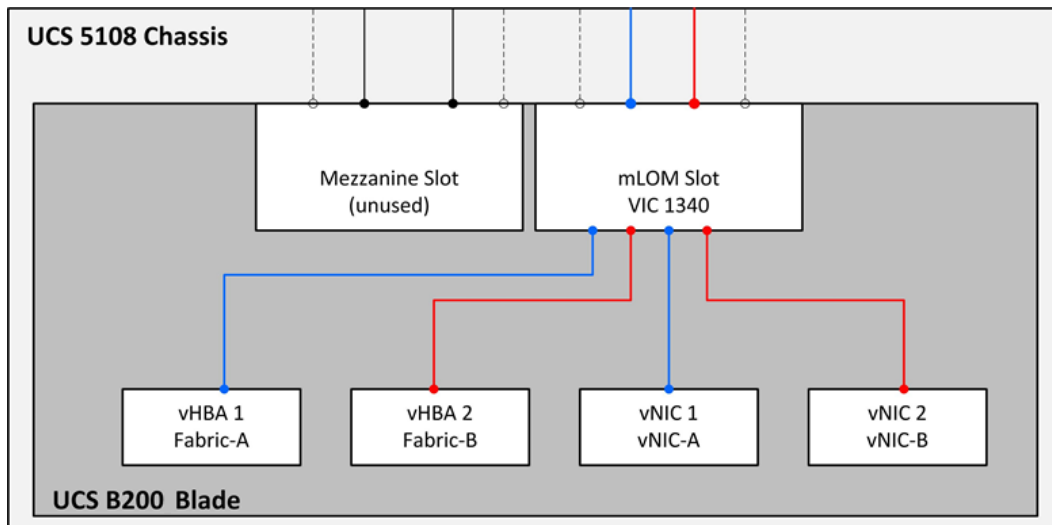 UCS 5108 Chassis
Mezzanine Slot
(unused)
mLOM Slot
VIC 1340
vHBA 1
Fabric-A
vHBA 2
Fabric-B
vNIC 1
vNIC-A
vNIC 2
vNIC-B
UCS B200 Blade